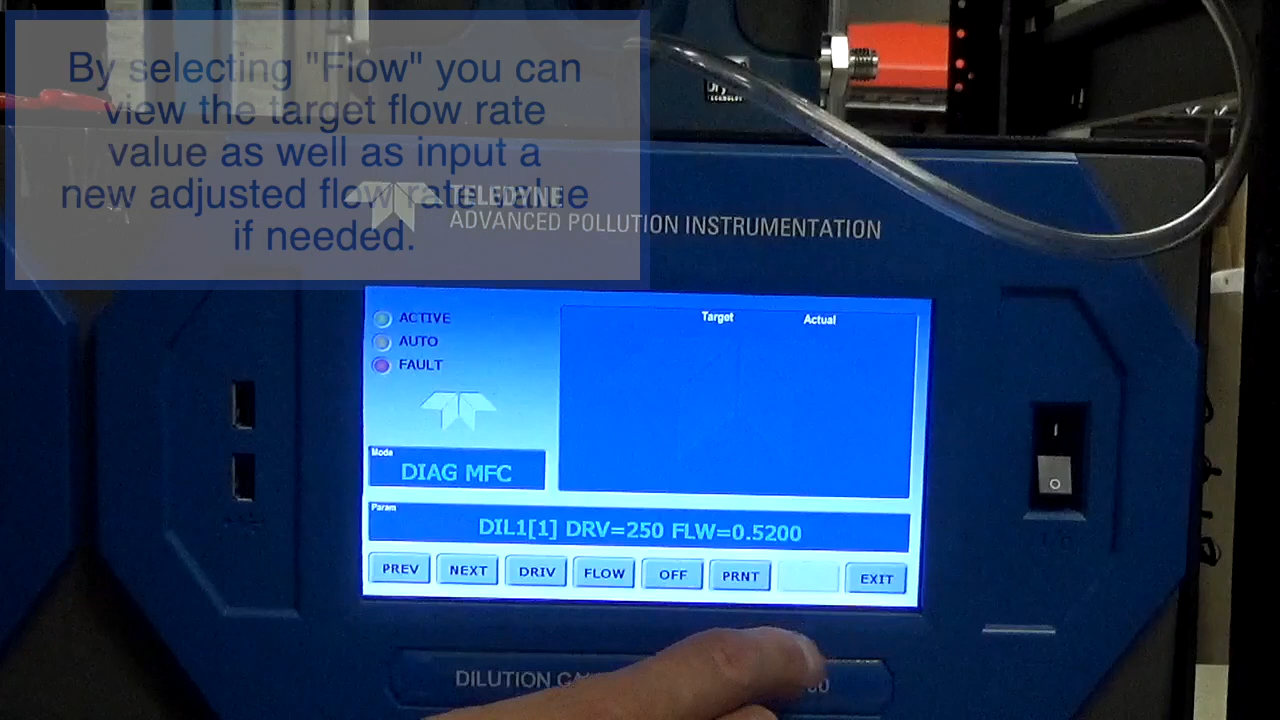 By selecting "Flow" you can
view the target flow rate
value as well as input a
new adjusted flow rate value
if needed.
TELEDYNE
ADVANCED POLLUTION INSTRUMENTATION
ACTIVE
AUTO
FAULT
Target Actual
Mode
DIAG MFC
Param
DIL1[1] DRV=250 FLW=0.5200
PREV NEXT DRIV FLOW OFF PRNT EXIT
DILUTION